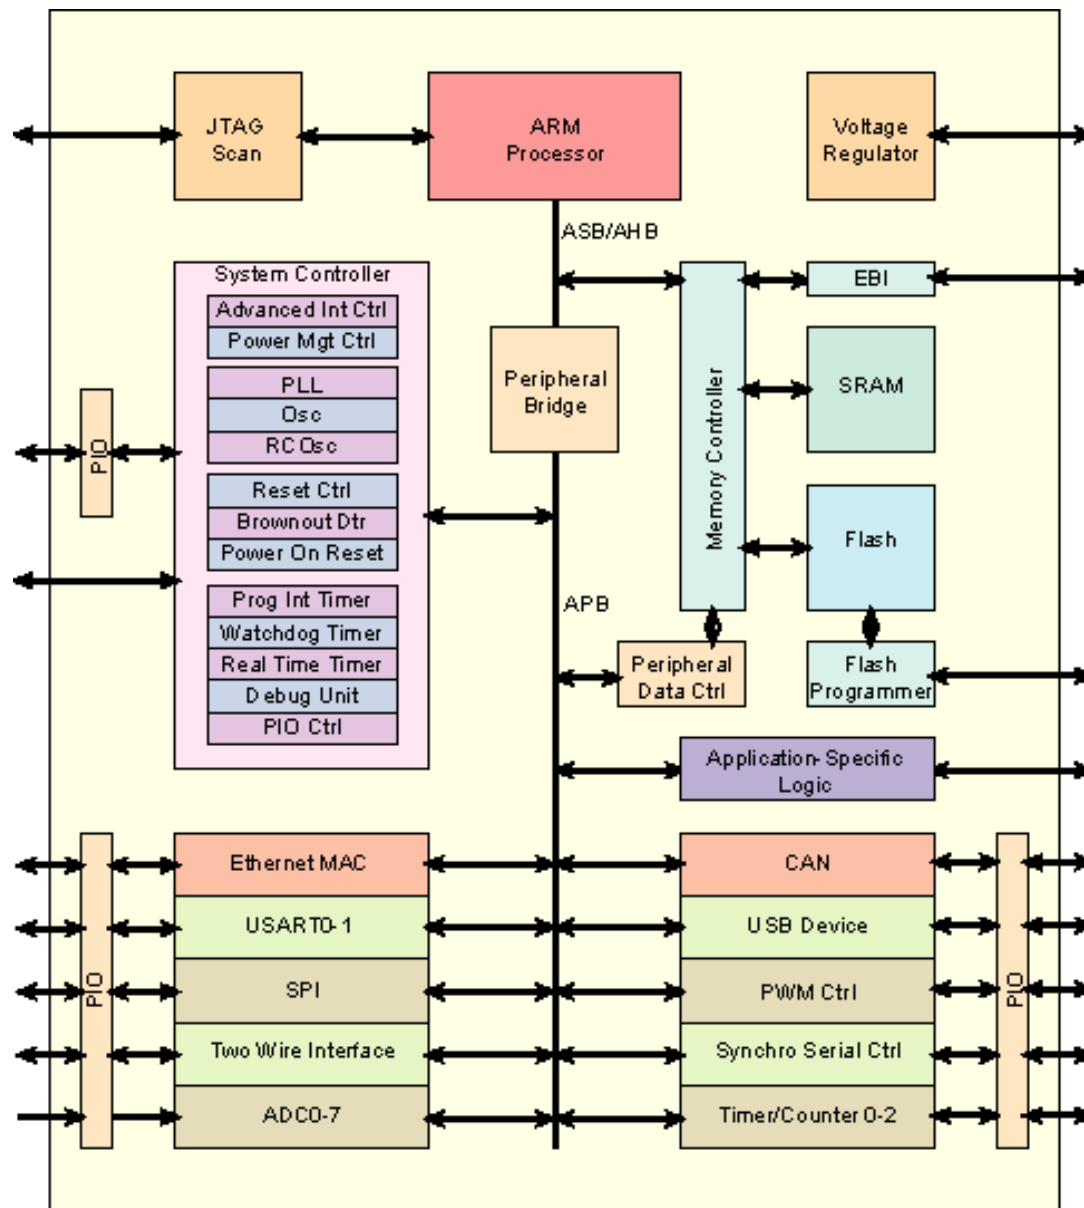 JTAG
Scan
ARM
Processor
Voltage
Regulator
ASB/AHB
System Controller
Advanced Int Ctrl
Power Mgt Ctrl
PLL
Osc
RC Osc
Reset Ctrl
Brownout Dtr
Power On Reset
Prog Int Timer
Watchdog Timer
Real Time Timer
Debug Unit
PIO Ctrl
PIO
Peripheral
Bridge
APB
Memory Controller
EBI
SRAM
Flash
Peripheral
Data Ctrl
Flash
Programmer
Application-Specific
Logic
PIO
Ethernet MAC
USART0-1
SPI
Two Wire Interface
ADC0-7
CAN
USB Device
PWM Ctrl
Synchro Serial Ctrl
Timer/Counter 0-2
PIO